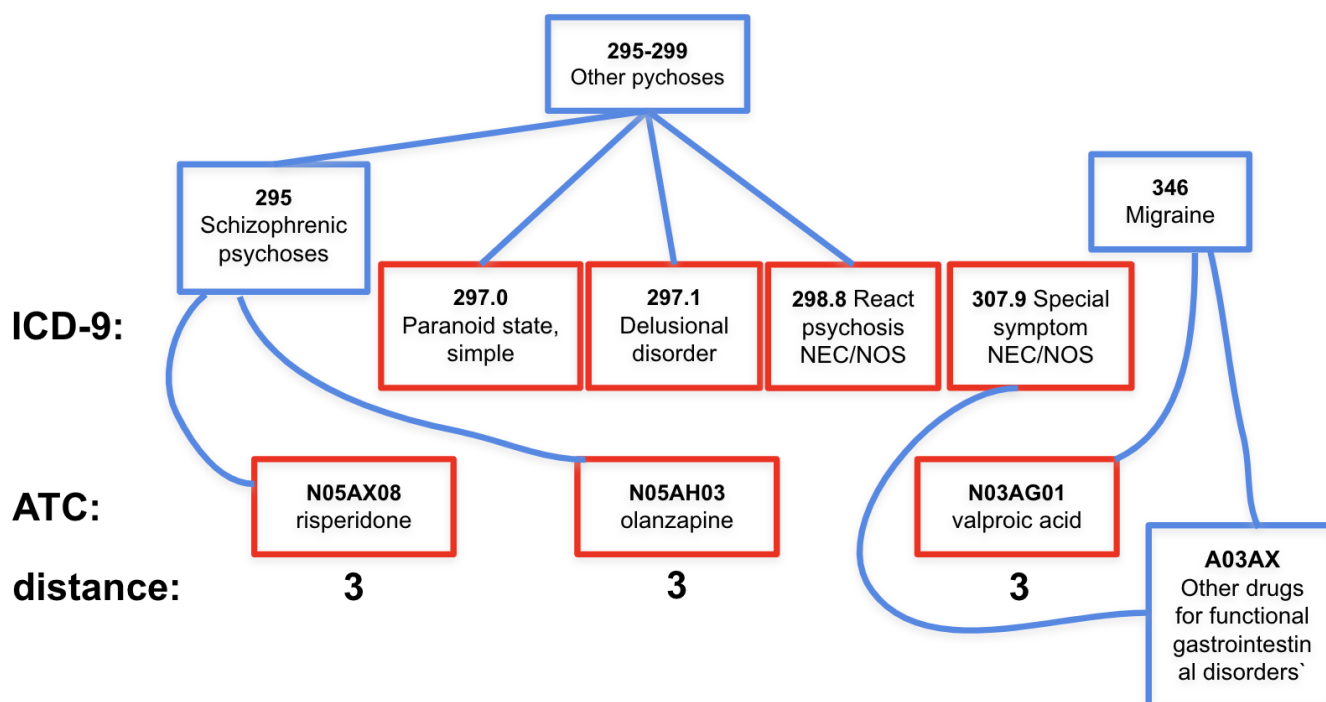 295-299
Other pychoses
295
Schizophrenic
psychoses
346
Migraine
ICD-9:
297.0
Paranoid state,
simple
297.1
Delusional
disorder
298.8 React
psychosis
NEC/NOS
307.9 Special
symptom
NEC/NOS
ATC:
N05AX08
risperidone
N05AH03
olanzapine
N03AG01
valproic acid
A03AX
Other drugs
for functional
gastrointestin
al disorders`
distance:
3
3
3